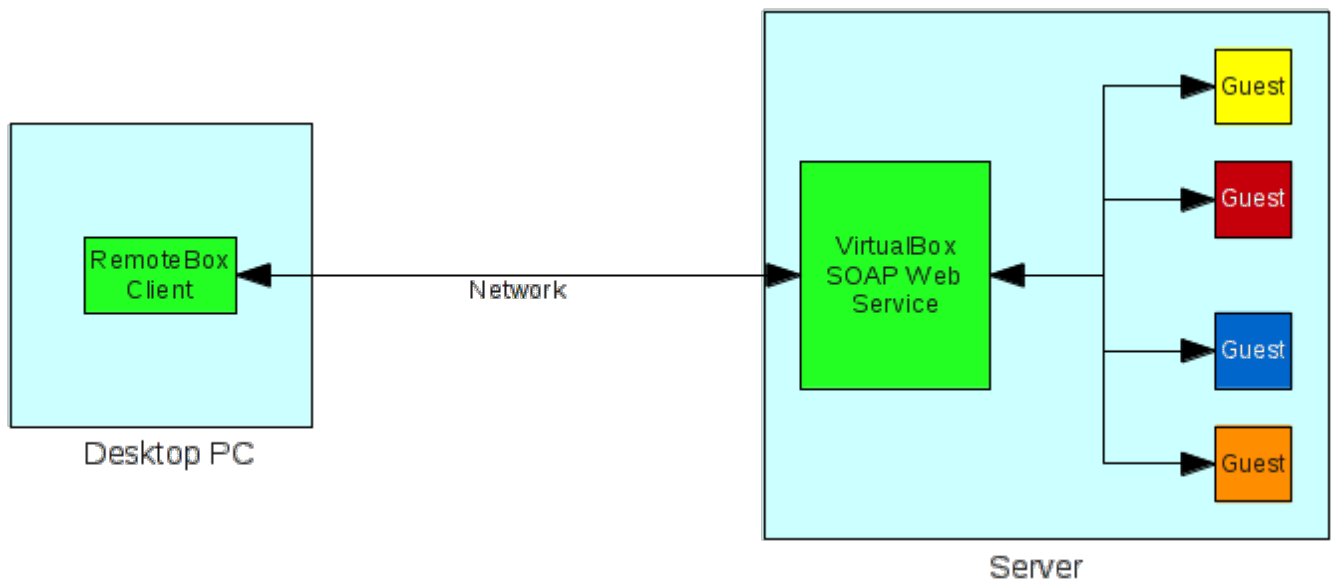 RemoteBox
Client
Desktop PC
Network
VirtualBox
SOAP Web
Service
Guest
Guest
Guest
Guest
Server